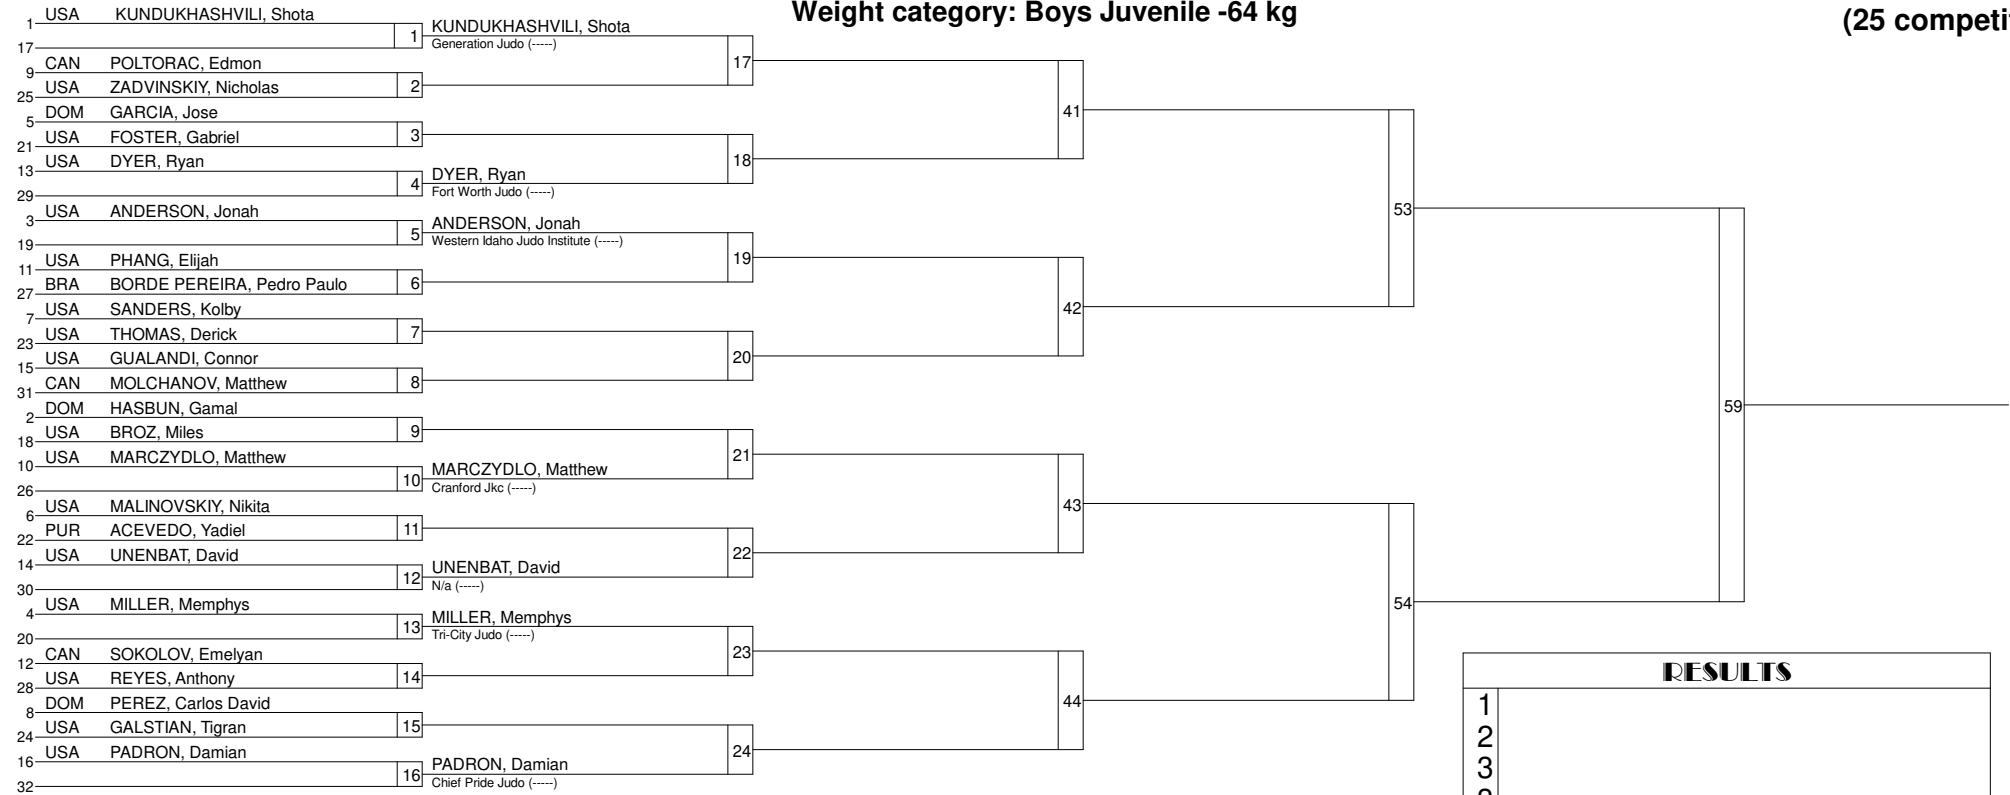 Weight category: Boys Juvenile -64 kg
(25 competi
1 USA KUNDUKHASHVILI, Shota
17
1 KUNDUKHASHVILI, Shota
Generation Judo (-----)
9 CAN POLTORAC, Edmon
25 USA ZADVINSKIY, Nicholas
2
17
5 DOM GARCIA, Jose
21 USA FOSTER, Gabriel
3
13 USA DYER, Ryan
29
4 DYER, Ryan
Fort Worth Judo (-----)
18
41
3 USA ANDERSON, Jonah
19
5 ANDERSON, Jonah
Western Idaho Judo Institute (-----)
11 USA PHANG, Elijah
27 BRA BORDE PEREIRA, Pedro Paulo
6
19
7 USA SANDERS, Kolby
23 USA THOMAS, Derick
7
15 USA GUALANDI, Connor
31 CAN MOLCHANOV, Matthew
8
20
42
53
2 DOM HASBUN, Gamal
18 USA BROZ, Miles
9
10 USA MARCZYDLO, Matthew
26
10 MARCZYDLO, Matthew
Cranford Jkc (-----)
21
6 USA MALINOVSKIY, Nikita
22 PUR ACEVEDO, Yadiel
11
14 USA UNENBAT, David
30
12 UNENBAT, David
N/a (-----)
22
43
4 USA MILLER, Memphys
20
13 MILLER, Memphys
Tri-City Judo (-----)
12 CAN SOKOLOV, Emelyan
28 USA REYES, Anthony
14
23
8 DOM PEREZ, Carlos David
24 USA GALSTIAN, Tigran
15
16 USA PADRON, Damian
32
16 PADRON, Damian
Chief Pride Judo (-----)
24
44
54
59
RESULTS
1
2
3